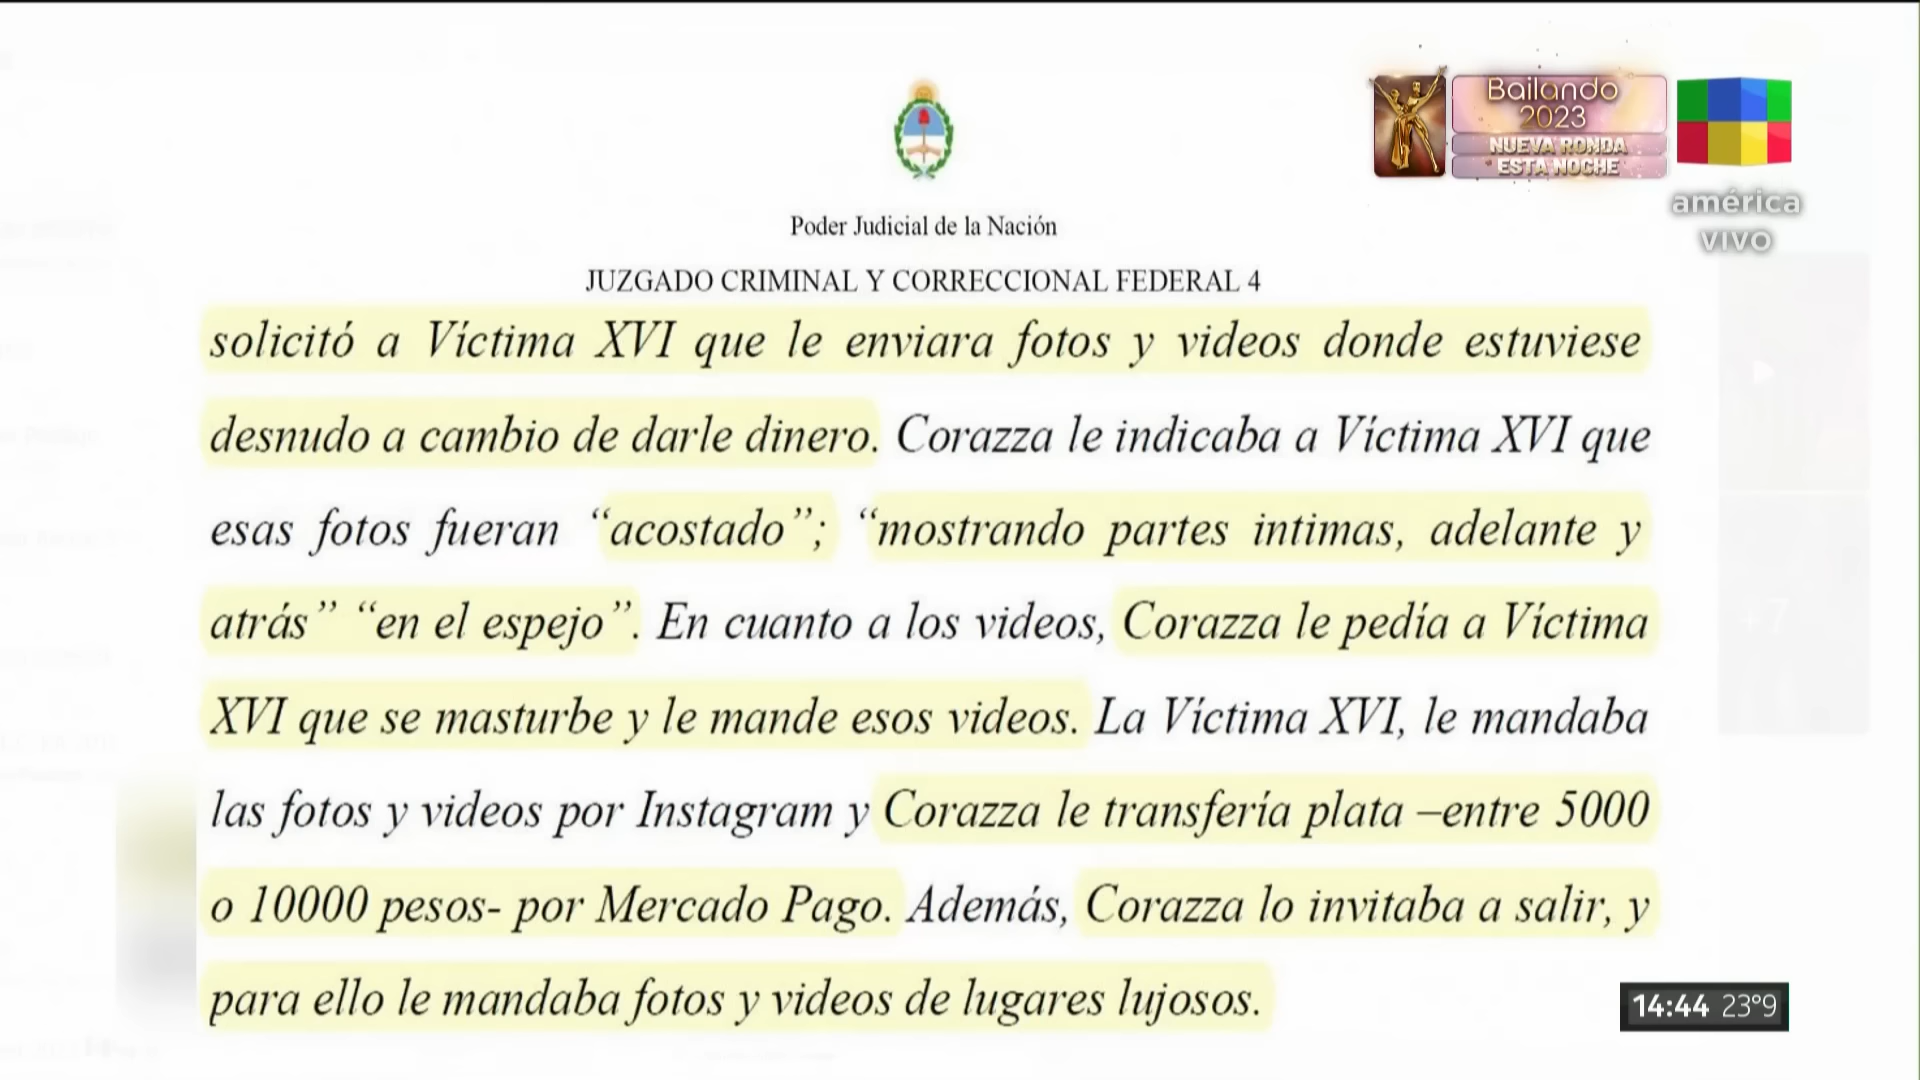 Bailando
2023
NUEVA RONDA
ESTA NOCHE
américa
VIVO
Poder Judicial de la Nación
JUZGADO CRIMINAL Y CORRECCIONAL FEDERAL 4
solicitó a Víctima XVI que le enviara fotos y videos donde estuviese
desnudo a cambio de darle dinero. Corazza le indicaba a Víctima XVI que
esas fotos fueran “acostado”; “mostrando partes intimas, adelante y
atrás” “en el espejo”. En cuanto a los videos, Corazza le pedía a Víctima
XVI que se masturbe y le mande esos videos. La Víctima XVI, le mandaba
las fotos y videos por Instagram y Corazza le transfería plata –entre 5000
o 10000 pesos- por Mercado Pago. Además, Corazza lo invitaba a salir, y
para ello le mandaba fotos y videos de lugares lujosos.
+7
14:44 23°9